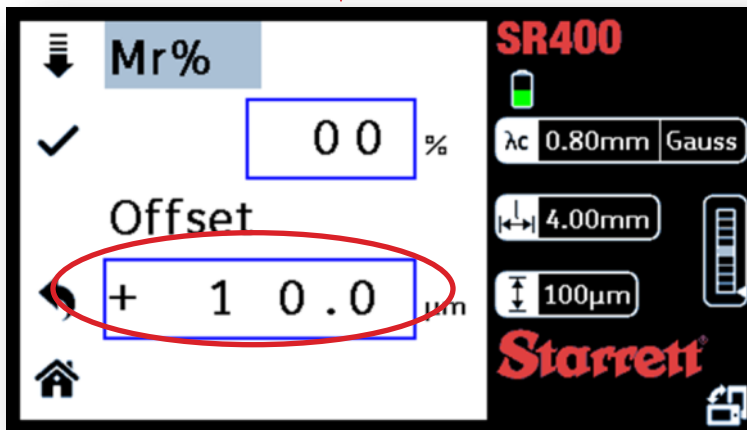 Mr%
0 0 %
Offset
+ 1 0 . 0 μm
SR400
λc 0.80mm Gauss
l 4.00mm
100μm
Starrett